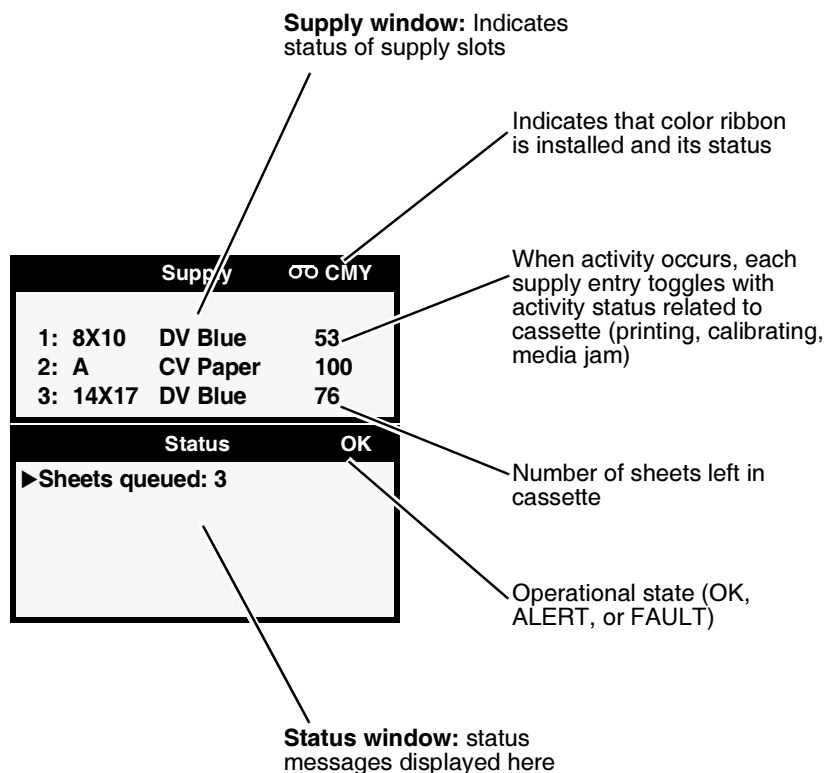 Supply window: Indicates
status of supply slots
Indicates that color ribbon
is installed and its status
Supply CMY
1: 8X10 DV Blue 53
2: A CV Paper 100
3: 14X17 DV Blue 76
When activity occurs, each
supply entry toggles with
activity status related to
cassette (printing, calibrating,
media jam)
Status OK
▶Sheets queued: 3
Number of sheets left in
cassette
Operational state (OK,
ALERT, or FAULT)
Status window: status
messages displayed here